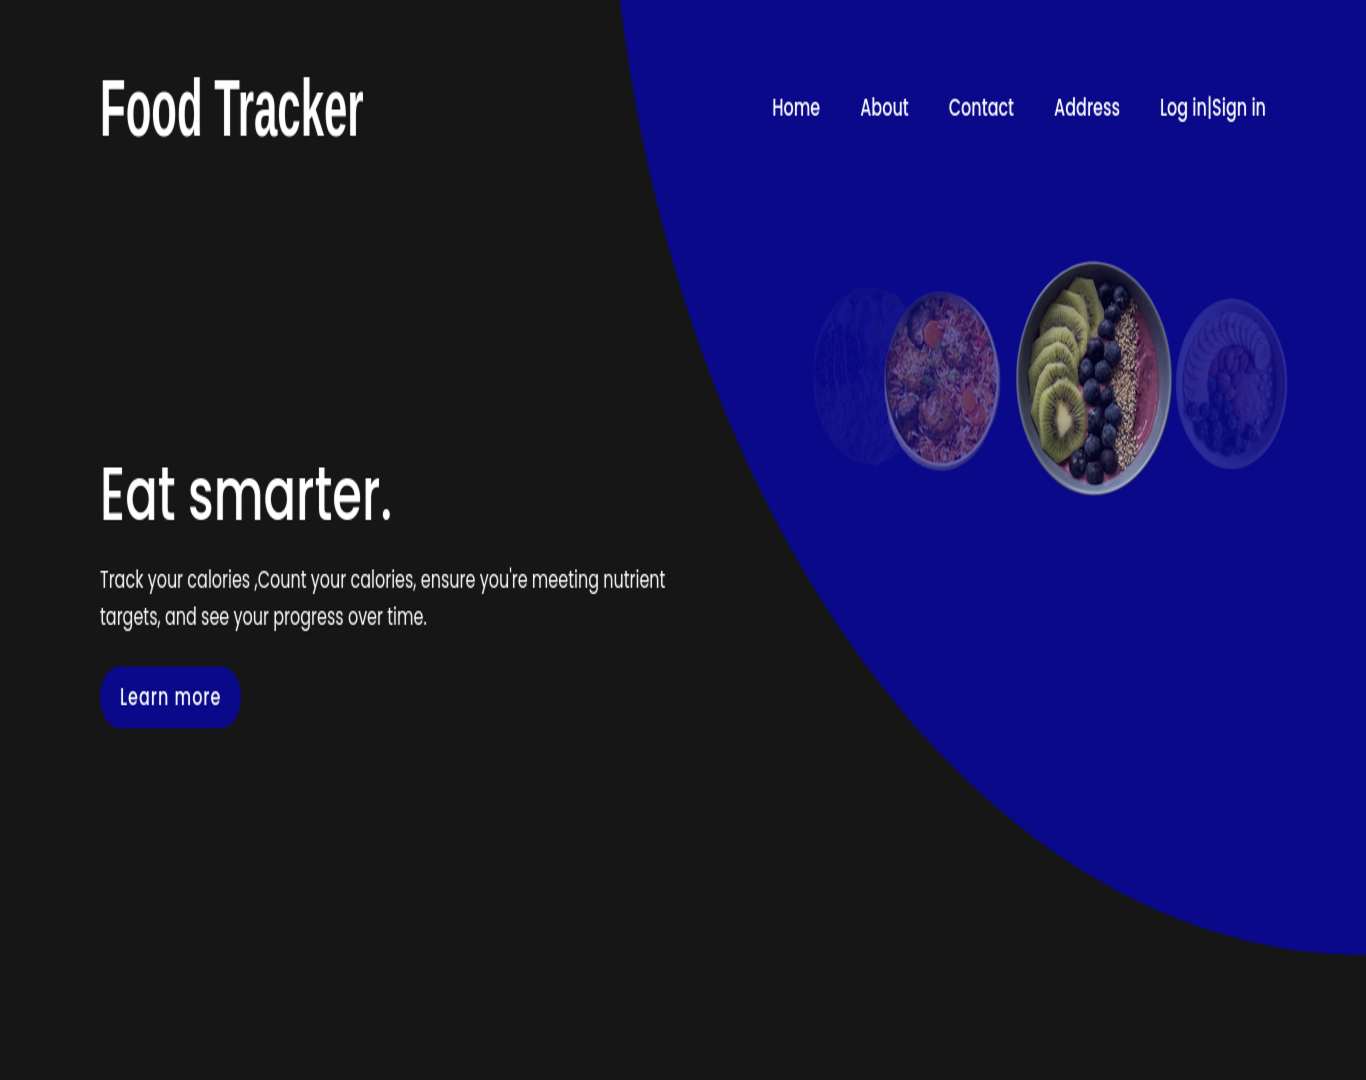 Food Tracker
Home About Contact Address Log in|Sign in
Eat smarter.
Track your calories ,Count your calories, ensure you're meeting nutrient
targets, and see your progress over time.
Learn more